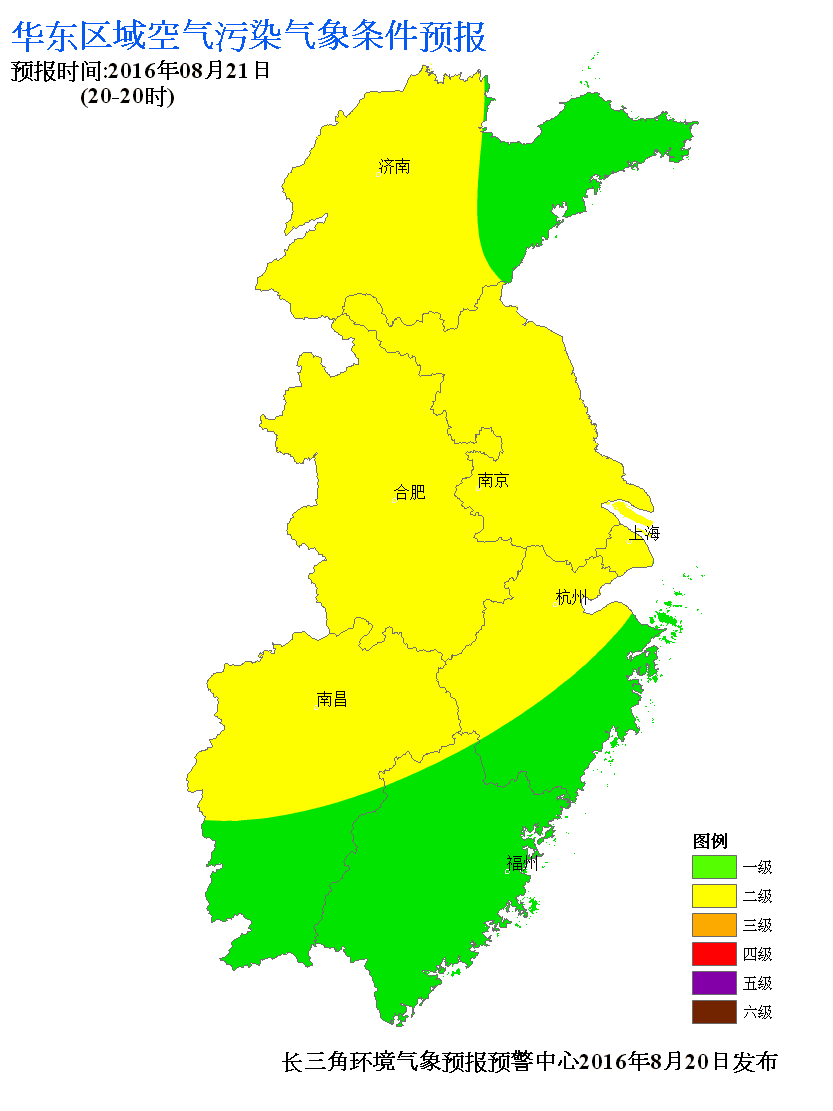 华东区域空气污染气象条件预报
预报时间:2016年08月21日
(20-20时)
济南
南京
合肥
上海
杭州
南昌
福州
图例
一级
二级
三级
四级
五级
六级
长三角环境气象预报预警中心2016年8月20日发布